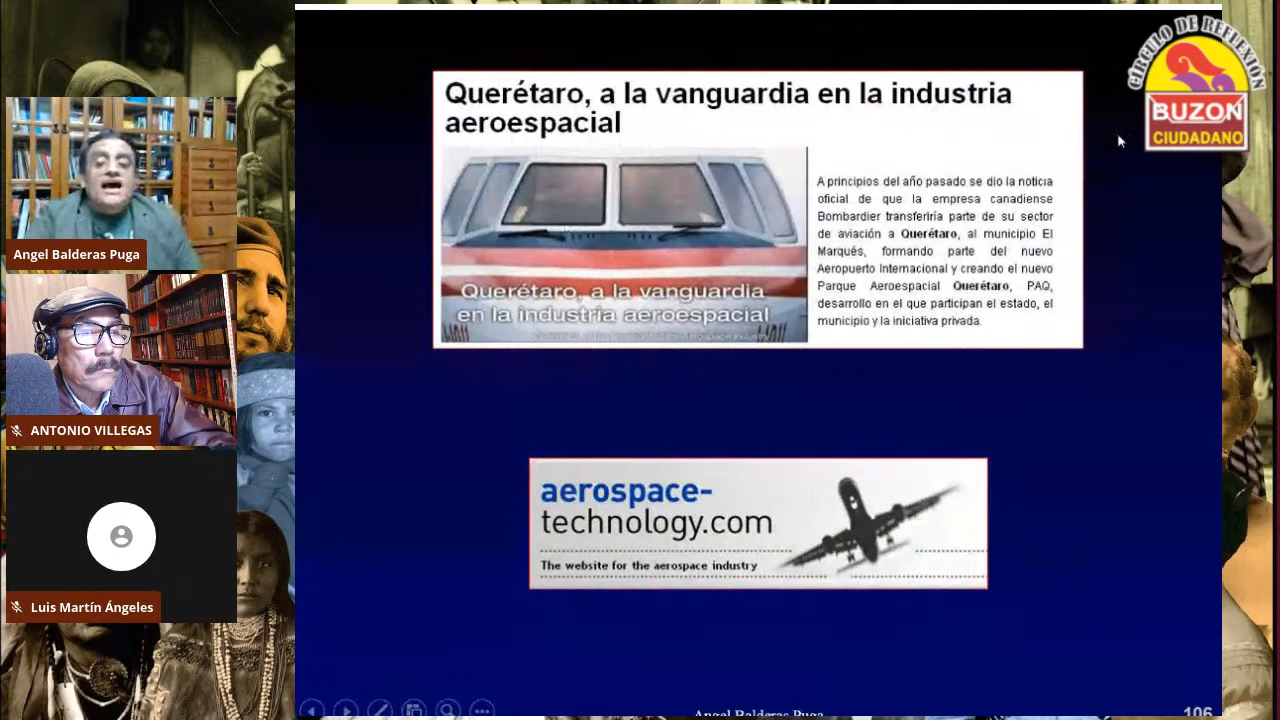 CÍRCULO DE REFLEXIÓN
BUZON
CIUDADANO
Querétaro, a la vanguardia en la industria
aeroespacial
Querétaro, a la vanguardia
en la industria aeroespacial
A principios del año pasado se dio la noticia
oficial de que la empresa canadiense
Bombardier transferiría parte de su sector
de aviación a Querétaro, al municipio El
Marqués, formando parte del nuevo
Aeropuerto Internacional y creando el nuevo
Parque Aeroespacial Querétaro, PAQ,
desarrollo en el que participan el estado, el
municipio y la iniciativa privada.
aerospace-
technology.com
The website for the aerospace industry
Angel Balderas Puga
ANTONIO VILLEGAS
Luis Martín Ángeles
Angel Balderas Puga
106